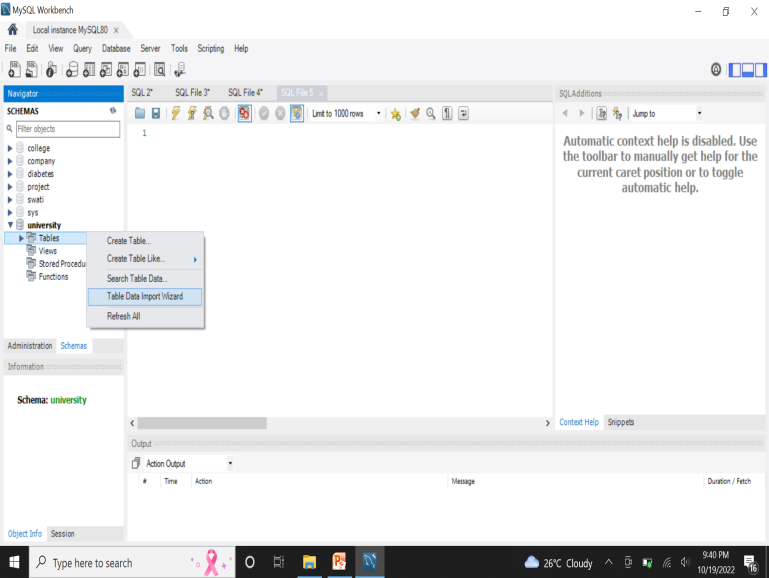 MySQL Workbench
Local instance MySQL80 ×
File Edit View Query Database Server Tools Scripting Help
Navigator
SCHEMAS
Filter objects
college
company
diabetes
project
swati
sys
university
Tables
Views
Stored Procedu
Functions
Create Table...
Create Table Like...
Search Table Data...
Table Data Import Wizard
Refresh All
Administration Schemas
Information
Schema: university
Object Info Session
SQL 2* SQL File 3* SQL File 4* SQL File 5 ×
Limit to 1000 rows
1
SQLAdditions
Jump to
Automatic context help is disabled. Use
the toolbar to manually get help for the
current caret position or to toggle
automatic help.
Context Help Snippets
Output
Action Output
# Time Action Message Duration / Fetch
Type here to search
26°C Cloudy
9:40 PM
10/19/2022
16